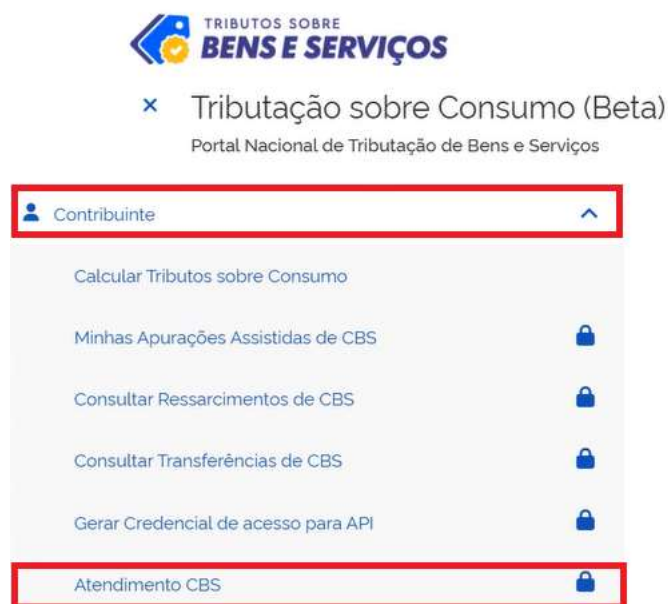 TRIBUTOS SOBRE
BENS E SERVIÇOS
Tributação sobre Consumo (Beta)
Portal Nacional de Tributação de Bens e Serviços
Contribuinte
Calcular Tributos sobre Consumo
Minhas Apurações Assistidas de CBS
Consultar Ressarcimentos de CBS
Consultar Transferências de CBS
Gerar Credencial de acesso para API
Atendimento CBS